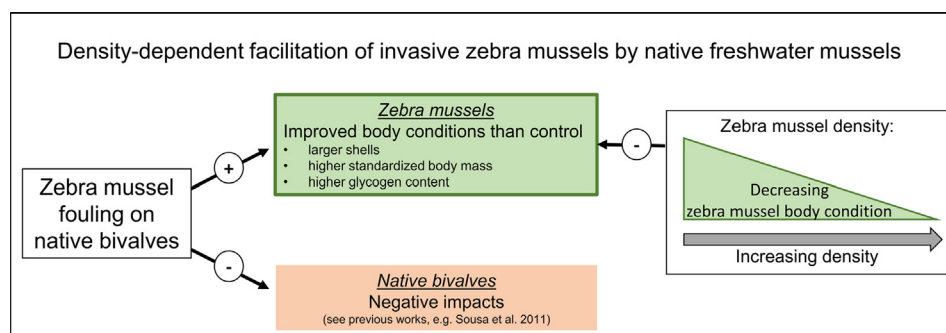 Density-dependent facilitation of invasive zebra mussels by native freshwater mussels
Zebra mussel
fouling on
native bivalves
+
-
Zebra mussels
Improved body conditions than control
• larger shells
• higher standardized body mass
• higher glycogen content
Native bivalves
Negative impacts
(see previous works, e.g. Sousa et al. 2011)
-
Zebra mussel density:
Decreasing
zebra mussel body condition
Increasing density